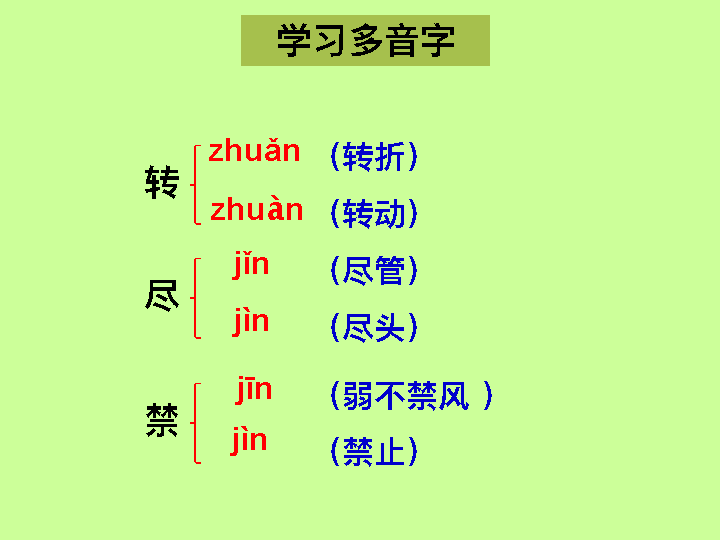 学习多音字
转
zhuǎn（转折）
zhuàn（转动）
尽
jǐn（尽管）
jìn（尽头）
禁
jīn（弱不禁风 ）
jìn（禁止）